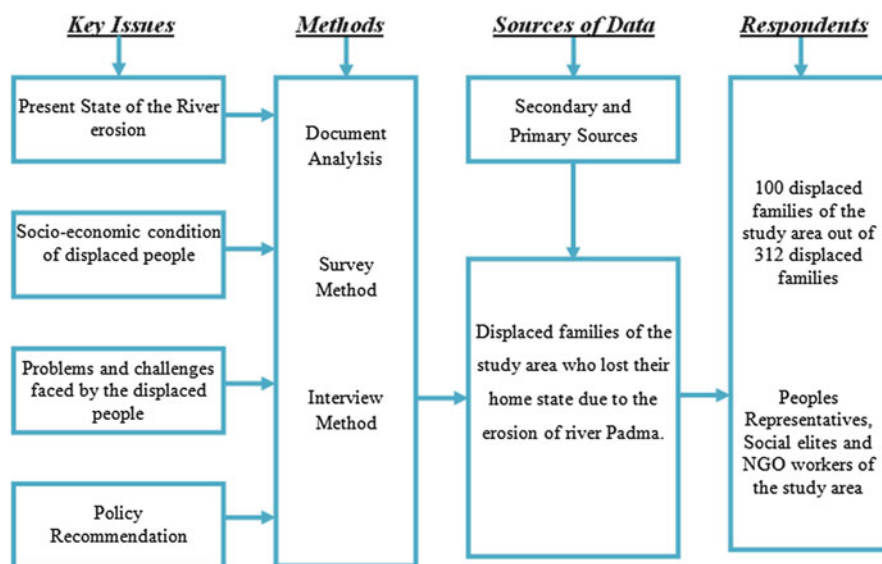 Key Issues
Methods
Sources of Data
Respondents
Present State of the River
erosion
Socio-economic condition
of displaced people
Problems and challenges
faced by the displaced
people
Policy
Recommendation
Document
Analylsis
Survey
Method
Interview
Method
Secondary and
Primary Sources
Displaced families of the
study area who lost their
home state due to the
erosion of river Padma.
100 displaced
families of the
study area out of
312 displaced
families
Peoples
Representatives,
Social elites and
NGO workers of
the study area